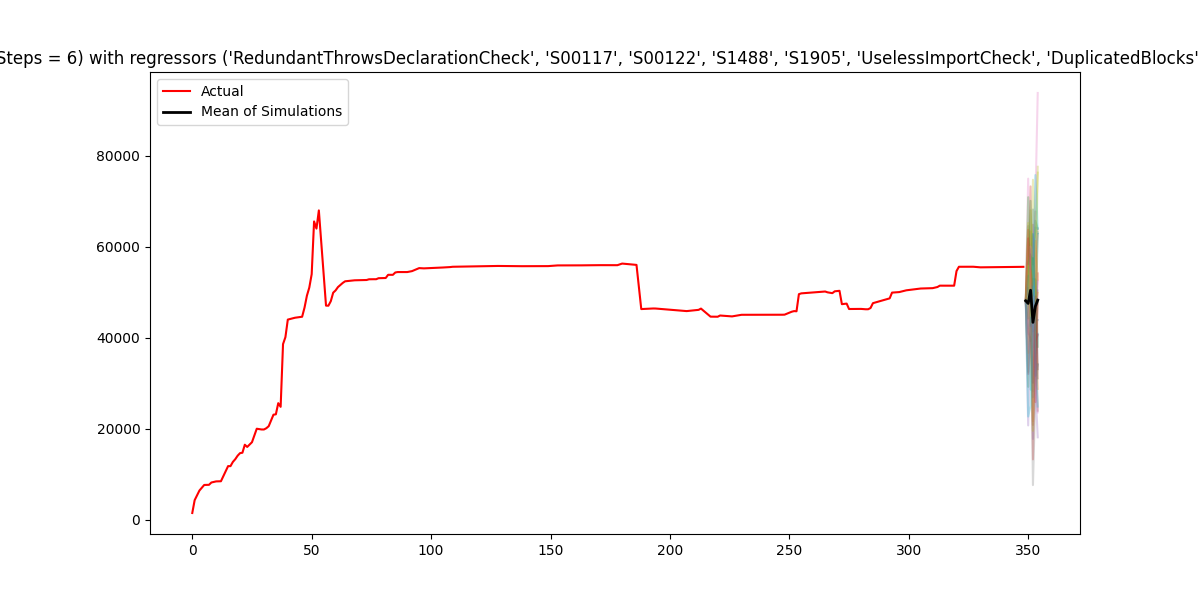 Steps = 6) with regressors ('RedundantThrowsDeclarationCheck', 'S00117', 'S00122', 'S1488', 'S1905', 'UselessImportCheck', 'DuplicatedBlocks'
Actual
Mean of Simulations
80000
60000
40000
20000
0
0 50 100 150 200 250 300 350